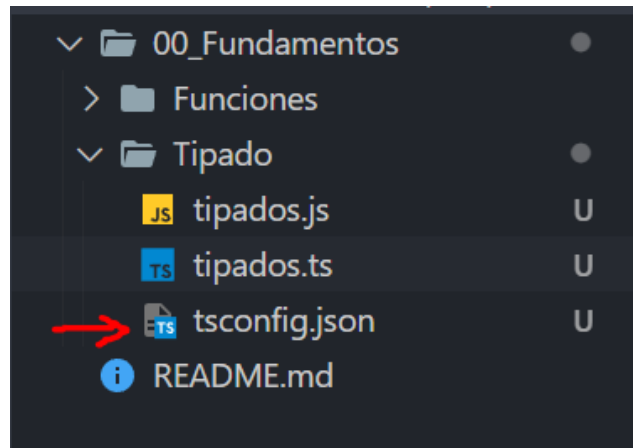 00_Fundamentos
Funciones
Tipado
JS tipados.js U
TS tipados.ts U
TS tsconfig.json U
i README.md